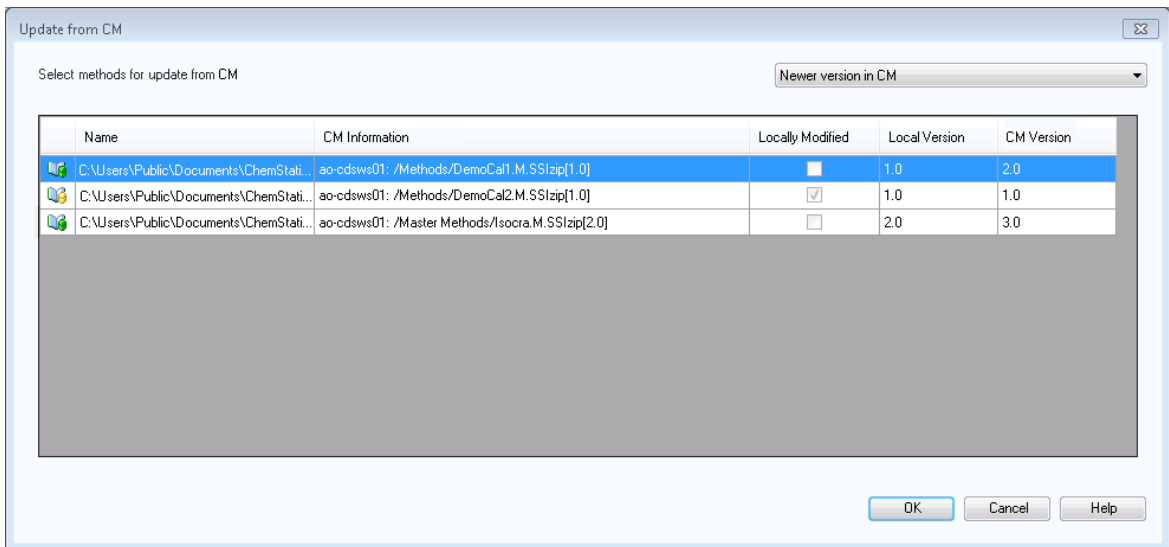 Update from CM
Select methods for update from CM Newer version in CM
Name CM Information Locally Modified Local Version CM Version
C:\Users\Public\Documents\ChemStati... ao-cdsws01: /Methods/DemoCal1.M.SSIzip[1.0] 1.0 2.0
C:\Users\Public\Documents\ChemStati... ao-cdsws01: /Methods/DemoCal2.M.SSIzip[1.0] 1.0 1.0
C:\Users\Public\Documents\ChemStati... ao-cdsws01: /Master Methods/Isocra.M.SSIzip[2.0] 2.0 3.0
OK Cancel Help